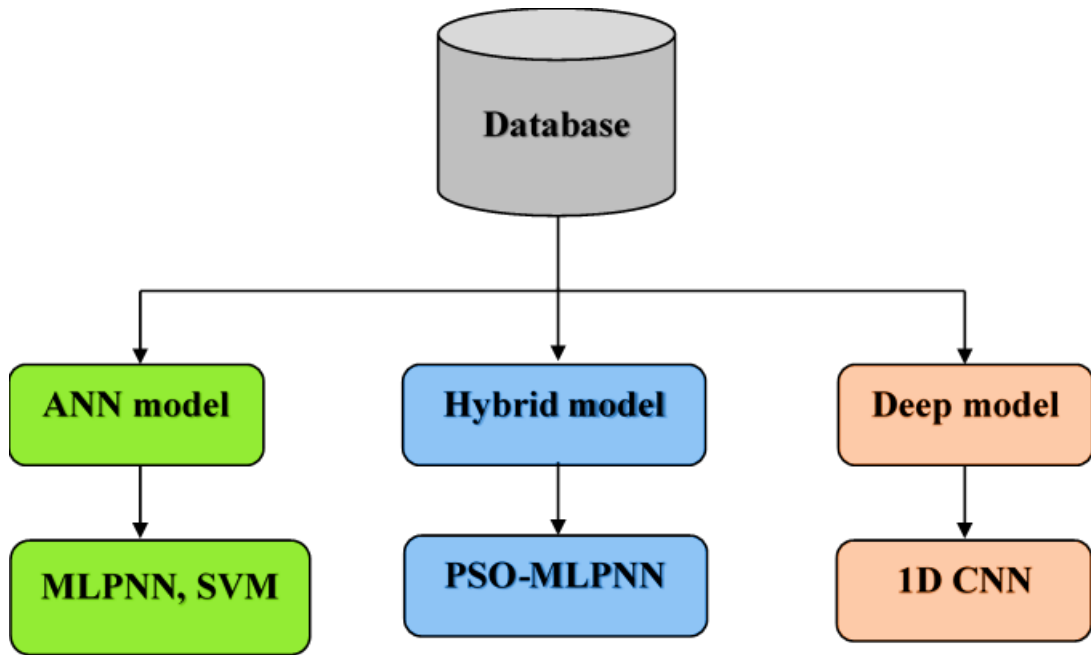 Database
ANN model
Hybrid model
Deep model
MLPNN, SVM
PSO-MLPNN
1D CNN